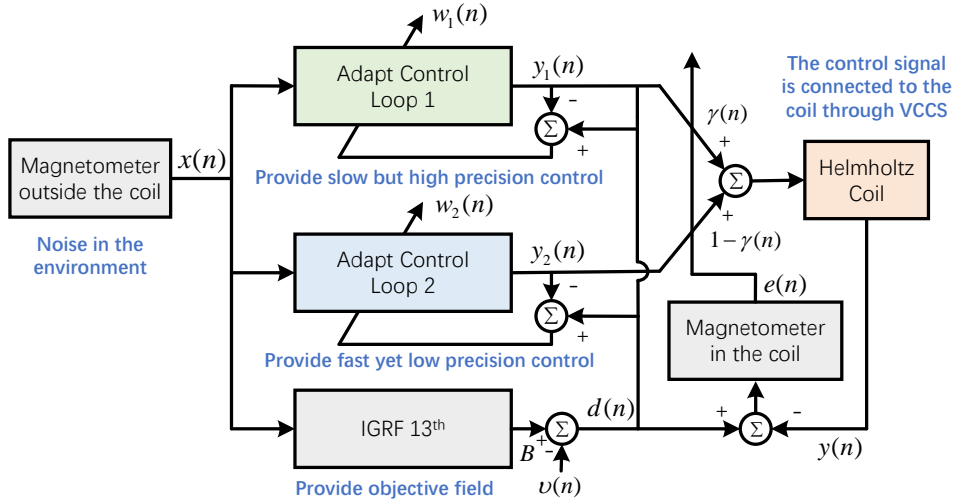 w₁(n)
Adapt Control
Loop 1
y₁(n)
-
Σ
+
Provide slow but high precision control
The control signal
is connected to the
coil through VCCS
γ(n)
+
Σ
+
1−γ(n)
Helmholtz
Coil
Magnetometer
outside the coil
x(n)
Noise in the
environment
w₂(n)
Adapt Control
Loop 2
y₂(n)
-
Σ
+
Provide fast yet low precision control
e(n)
Magnetometer
in the coil
IGRF 13ᵗʰ
B
+
-
Σ
υ(n)
d(n)
+
Σ
-
y(n)
Provide objective field